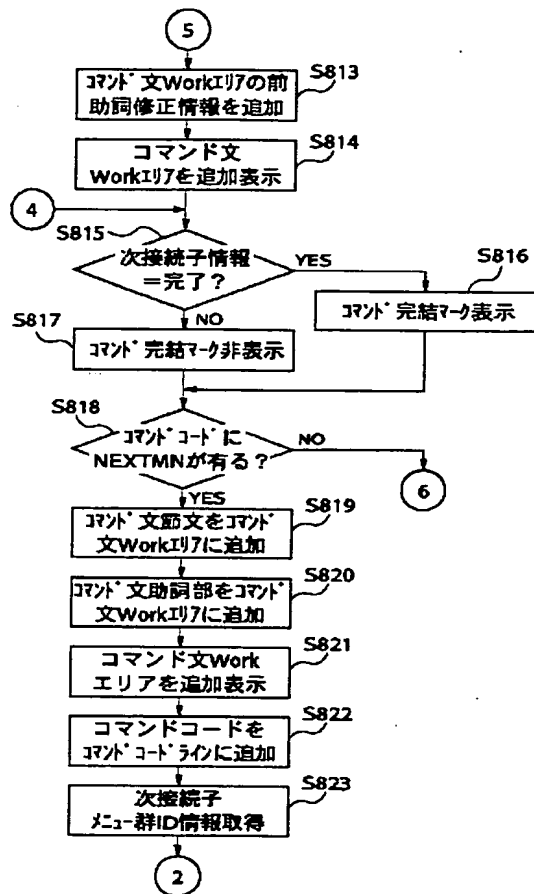 5
S813
コマンド文Workエリアの前
助詞修正情報を追加
S814
コマンド文
Workエリアを追加表示
4
S815
次接続子情報
＝完了？
YES
S816
コマンド完結マーク表示
NO
S817
コマンド完結マーク非表示
S818
コマンドコードに
NEXTMNが有る？
NO
6
YES
S819
コマンド文節文をコマンド
文Workエリアに追加
S820
コマンド文助詞部をコマンド
文Workエリアに追加
S821
コマンド文Work
エリアを追加表示
S822
コマンドコードを
コマンドコードラインに追加
S823
次接続子
メニュー群ID情報取得
2